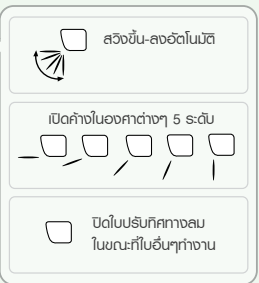 สวิงขึ้น-ลงอัตโนมัติ
เปิดค้างในองศาต่างๆ 5 ระดับ
ปิดใบปรับทิศทางลม
ในขณะที่ใบอื่นๆทำงาน